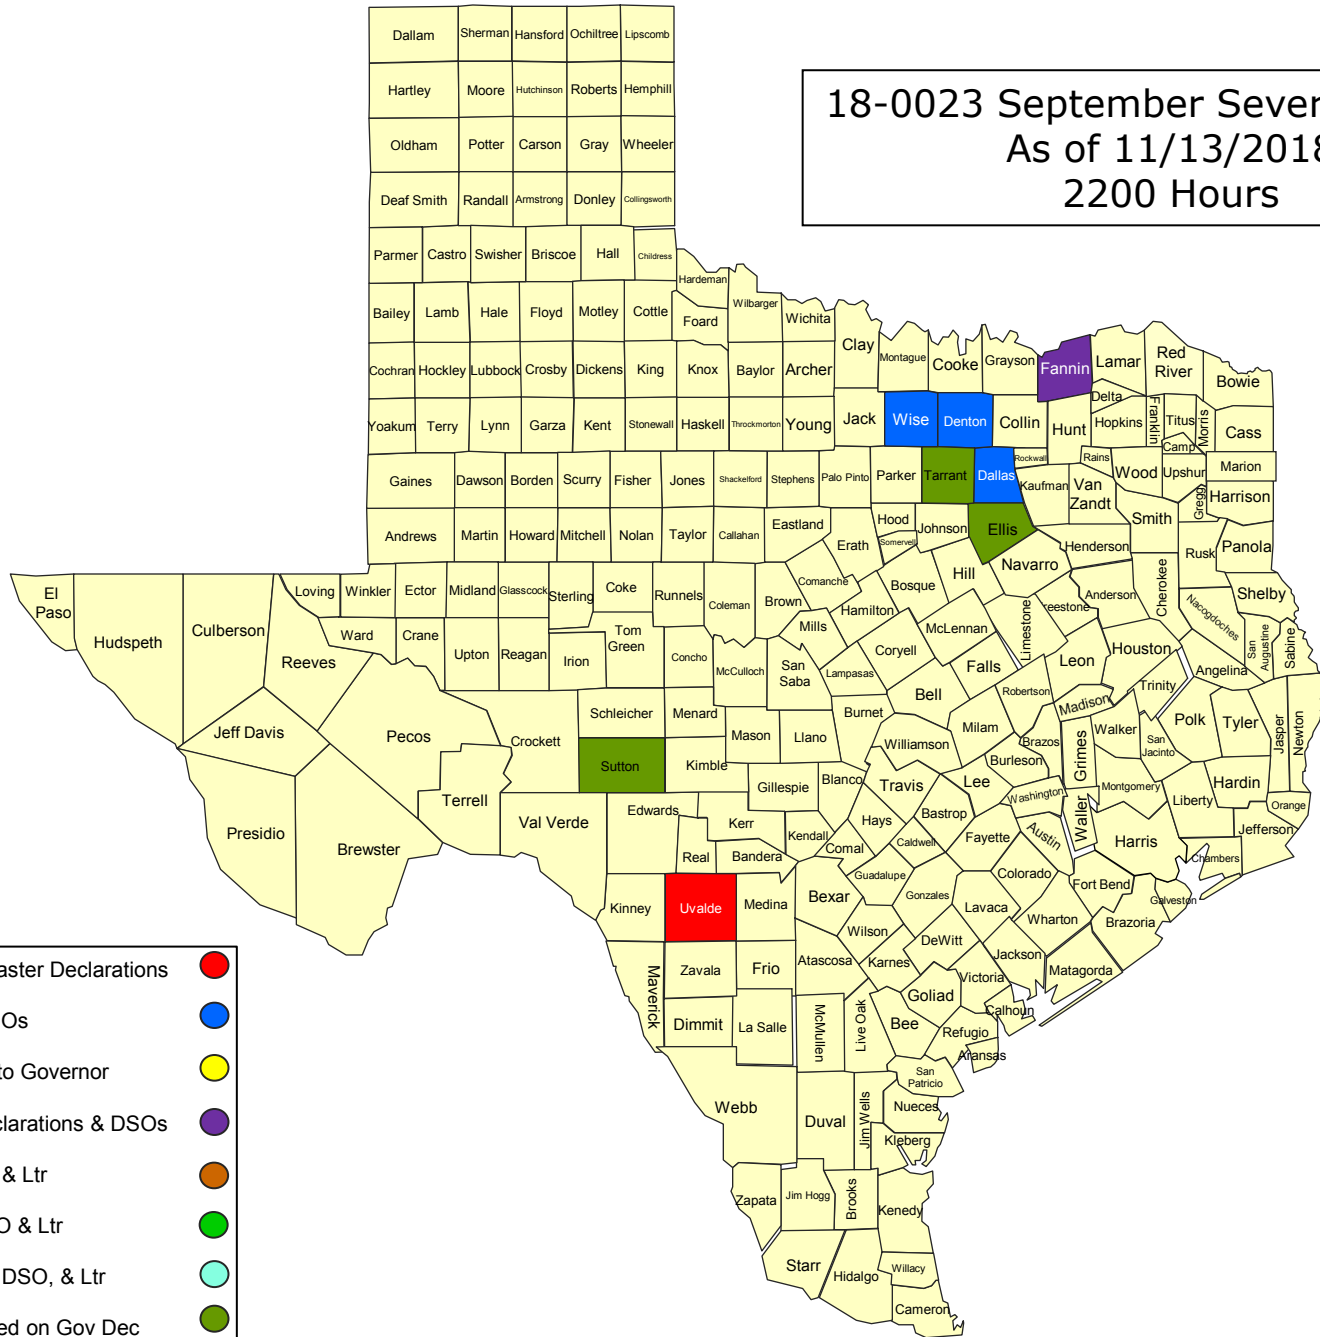 Dallam Sherman Hansford Ochiltree Lipscomb
Hartley Moore Hutchinson Roberts Hemphill
18-0023 September Sever
As of 11/13/2018
2200 Hours
Oldham Potter Carson Gray Wheeler
Deaf Smith Randall Armstrong Donley Collingsworth
Parmer Castro Swisher Briscoe Hall Childress
Hardeman
Bailey Lamb Hale Floyd Motley Cottle Foard Wilbarger Wichita
Clay Montague Cooke Grayson Fannin Lamar Red
River Bowie
Cochran Hockley Lubbock Crosby Dickens King Knox Baylor Archer
Delta
Yoakum Terry Lynn Garza Kent Stonewall Haskell Throckmorton Young Jack Wise Denton Collin Hunt Hopkins Franklin Titus Morris Cass
Camp
Rockwall Rains Wood Upshur Marion
Gaines Dawson Borden Scurry Fisher Jones Shackelford Stephens Palo Pinto Parker Tarrant Dallas Kaufman Van
Zandt Gregg Harrison
Smith
Andrews Martin Howard Mitchell Nolan Taylor Callahan Eastland Erath Hood Somervell Johnson Ellis Henderson Rusk Panola
Navarro
El
Paso Hudspeth Culberson Loving Winkler Ector Midland Glasscock Sterling Coke Runnels Coleman Brown Comanche Hamilton Bosque Hill Limestone reestone Anderson Cherokee Nacogdoches Shelby
Ward Crane Upton Reagan Irion Tom
Green Concho McCulloch San
Saba Mills Lampasas Coryell McLennan Falls Leon Houston Angelina San
Augustine Sabine
Reeves Jeff Davis Pecos Crockett Schleicher Menard Mason Llano Burnet Bell Milam Robertson Madison Trinity
Walker San
Jacinto Polk Tyler Jasper Newton
Sutton Kimble Gillespie Blanco Williamson Travis Lee Burleson Brazos Grimes Washington Montgomery Liberty Hardin Orange
Presidio Brewster Terrell Val Verde Edwards Kerr Kendall Hays Bastrop Caldwell Fayette Austin Waller Harris Chambers Jefferson
Real Bandera Comal Guadalupe Gonzales Colorado Fort Bend Galveston
Kinney Uvalde Medina Bexar Wilson Lavaca Wharton Brazoria
Maverick Zavala Frio Atascosa Karnes DeWitt Jackson Matagorda
Dimmit La Salle McMullen Live Oak Bee Goliad Victoria Calhoun Refugio Aransas
San
Patricio
Webb Duval Jim Wells Nueces
Kleberg
Zapata Jim Hogg Brooks Kenedy
Starr Hidalgo Willacy
Cameron
aster Declarations
Os
to Governor
clarations & DSOs
& Ltr
O & Ltr
DSO, & Ltr
ed on Gov Dec